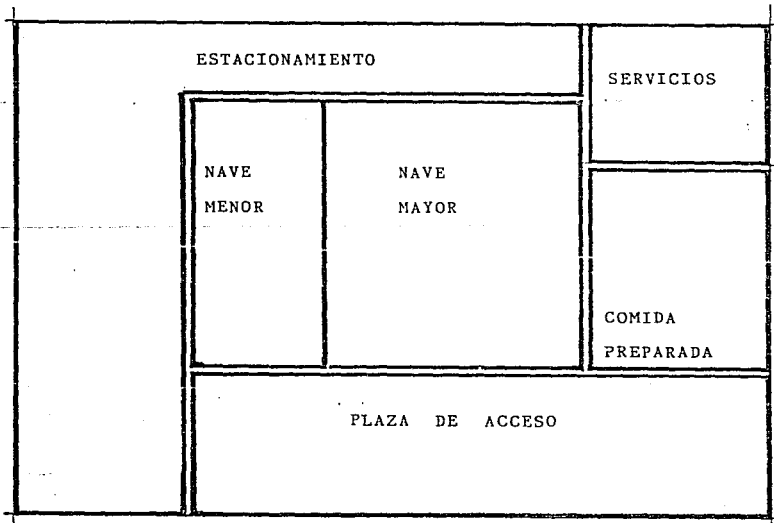 ESTACIONAMIENTO
SERVICIOS
NAVE
MENOR
NAVE
MAYOR
COMIDA
PREPARADA
PLAZA DE ACCESO